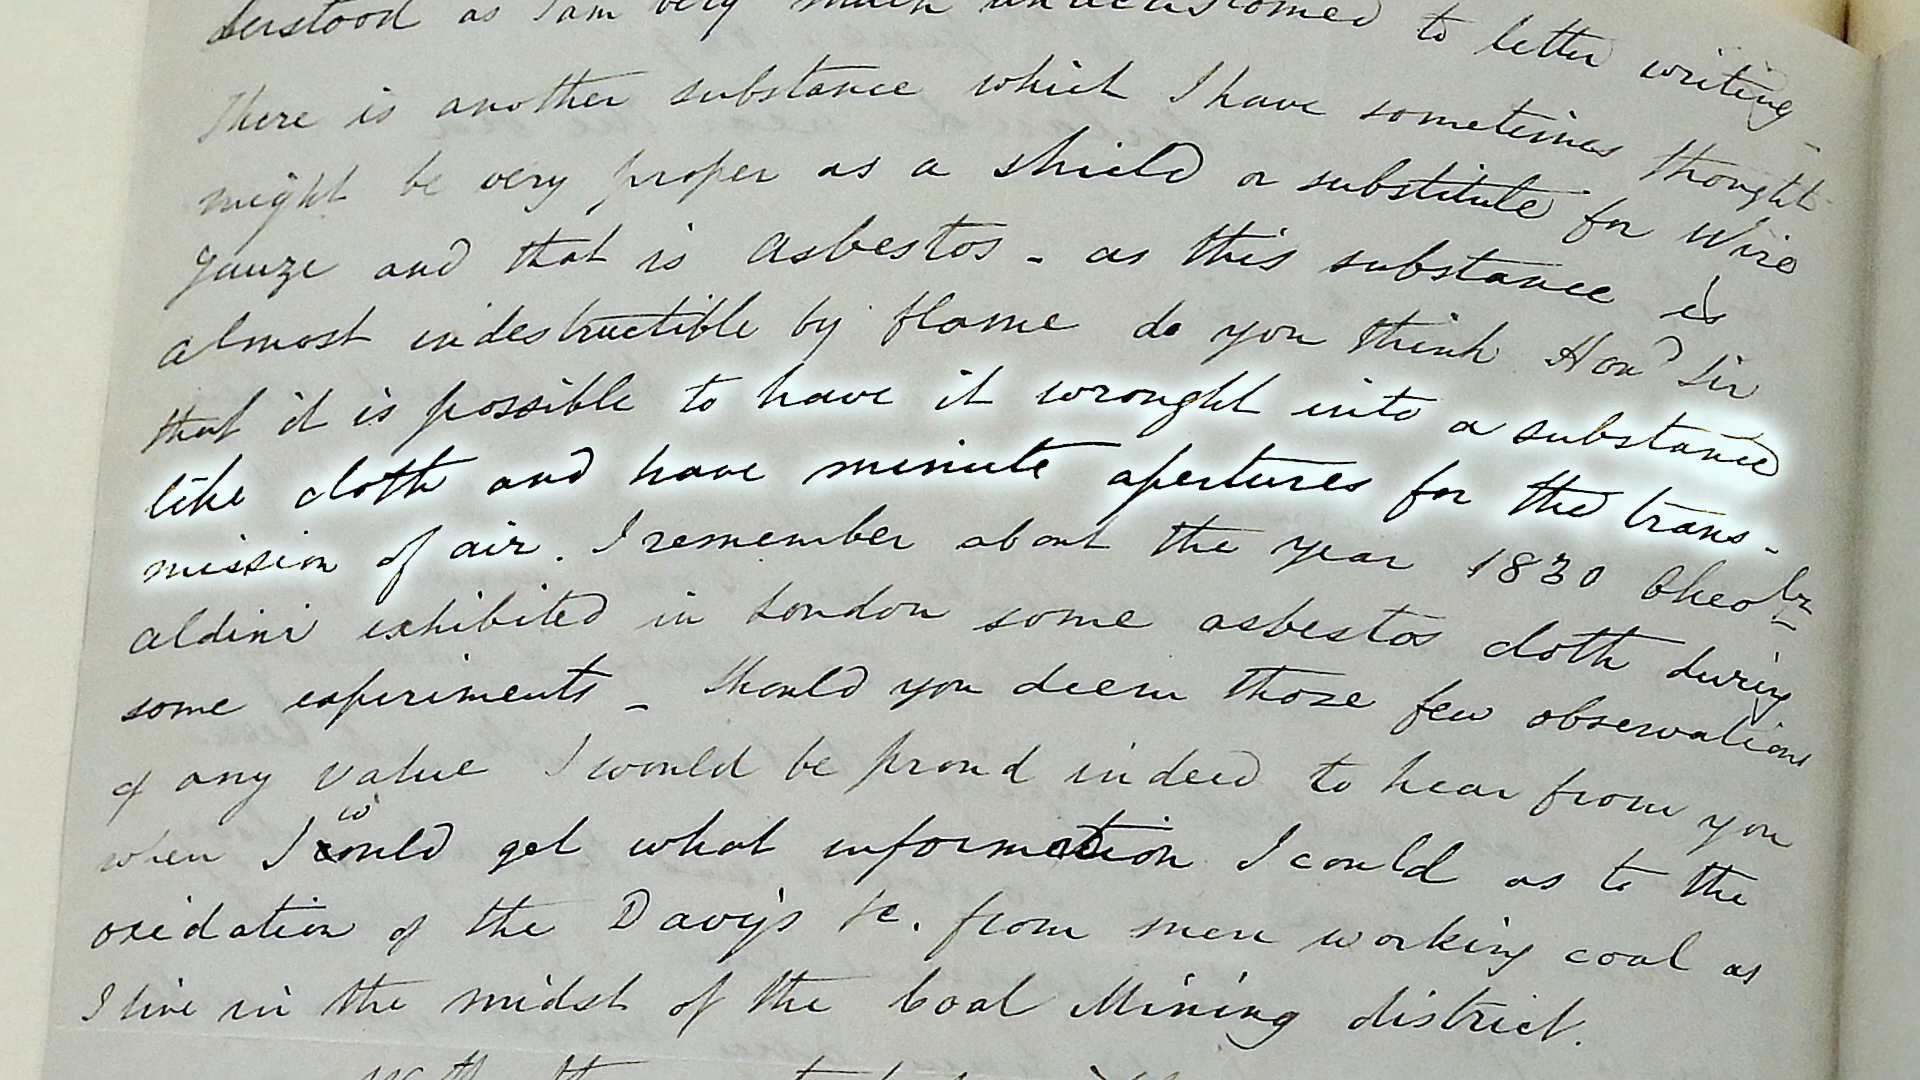 derstood as I am very much unaccustomed to letter writing -
There is another substance which I have sometimes thought
might be very proper as a shield or substitute for Wire
gauze and that is Asbestos - as this substance is
almost indestructible by flame do you think Hond Sir
that it is possible to have it wrought into a substance
like cloth and have minute apertures for the trans-
mission of air. I remember about the year 1830 Chevlr
aldini exhibited in London some asbestos cloth during
some experiments - Should you deem those few observations
of any value I would be proud indeed to hear from you
when I would get what information I could as to the
oxidation of the Davy's &c. from men working coal as
I live in the midst of the Coal Mining district.